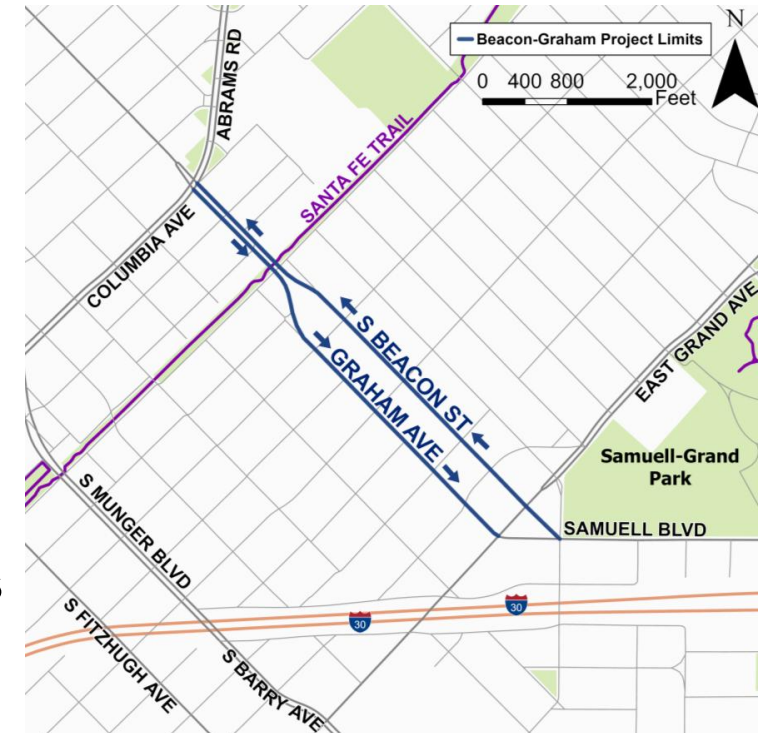 N
Beacon-Graham Project Limits
0 400 800 2,000
Feet
ABRAMS RD
SANTA FE TRAIL
COLUMBIA AVE
S BEACON ST
GRAHAM AVE
EAST GRAND AVE
Samuell-Grand
Park
SAMUELL BLVD
S MUNGER BLVD
S
30
30
S FITZHUGH AVE
S BARRY AVE